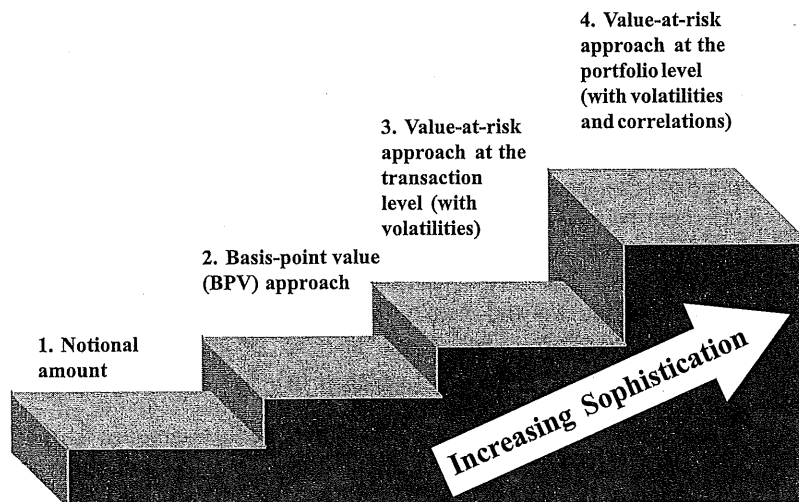 1. Notional
amount
2. Basis-point value
(BPV) approach
3. Value-at-risk
approach at the
transaction
level (with
volatilities)
4. Value-at-risk
approach at the
portfolio level
(with volatilities
and correlations)
Increasing Sophistication